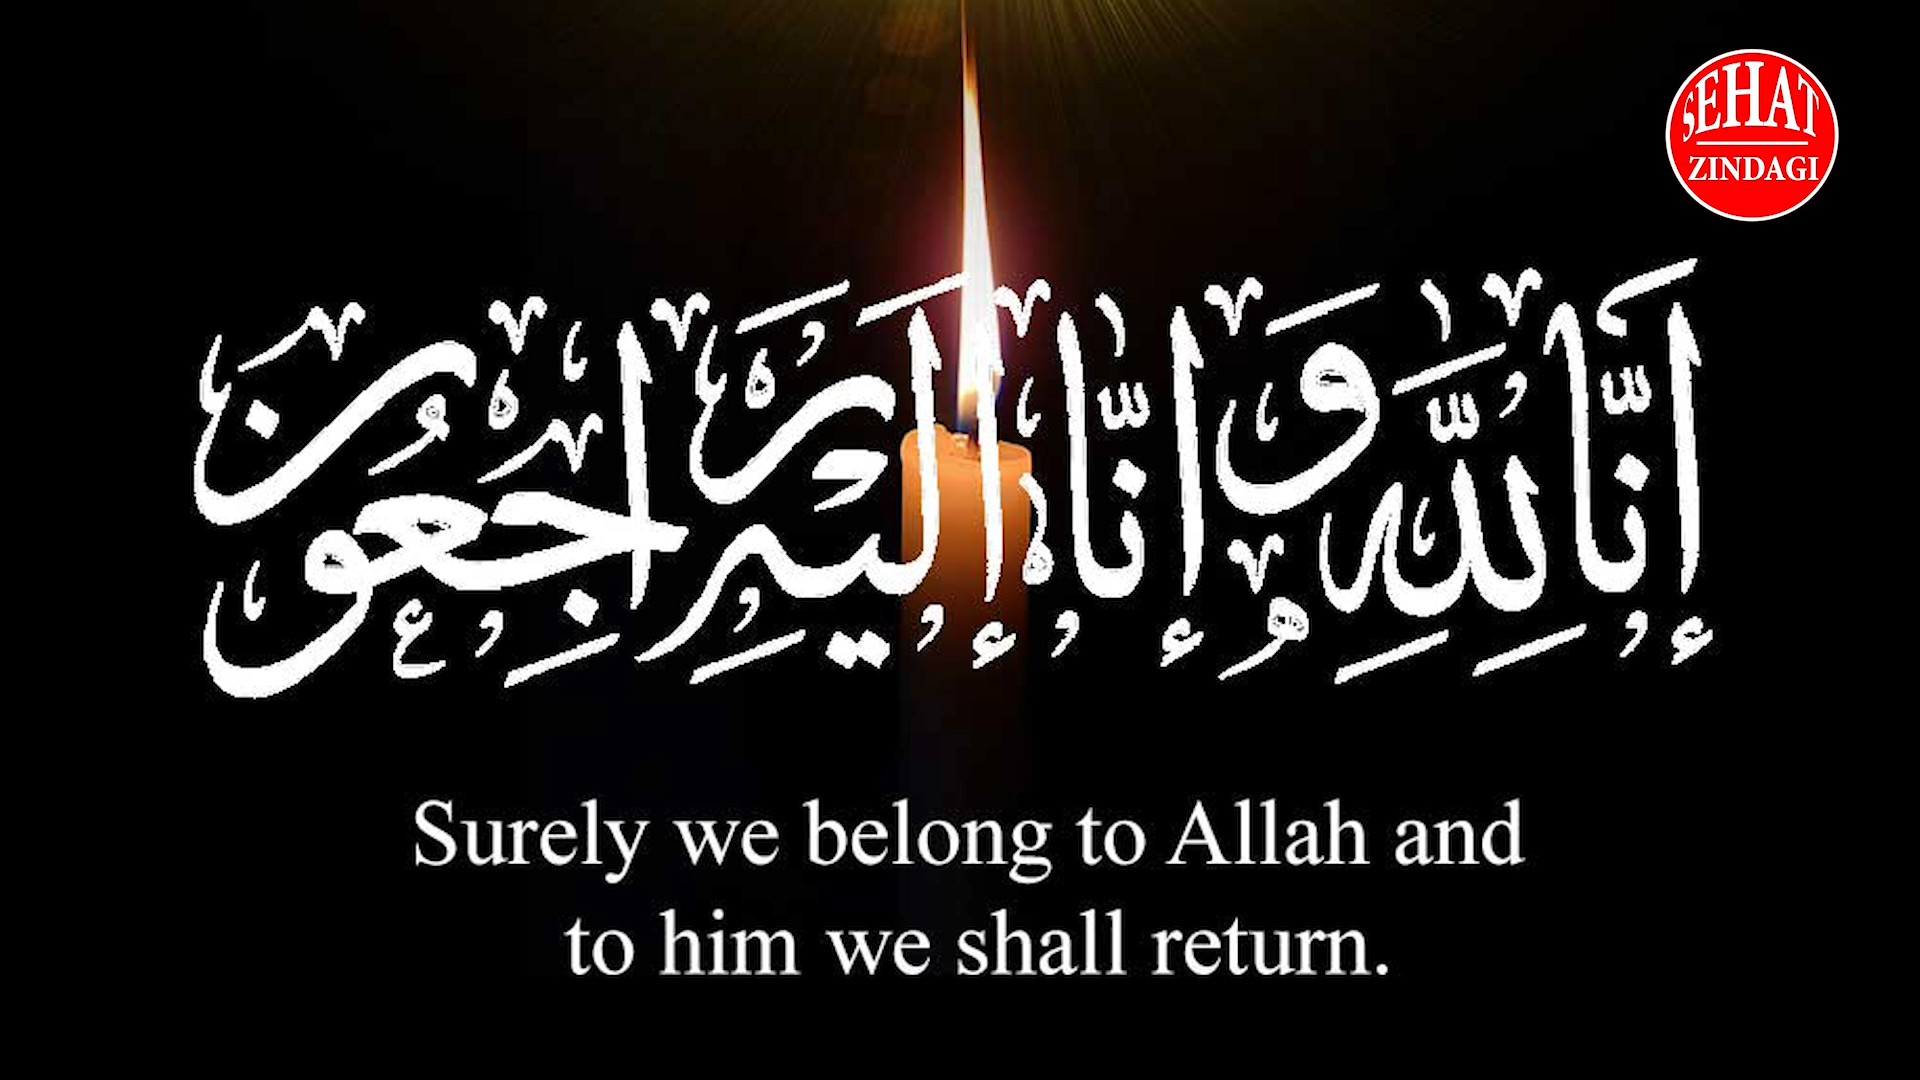 SEHAT
ZINDAGI
إِنَّا لِلَّٰهِ وَإِنَّا إِلَيْهِ رَاجِعُونَ
Surely we belong to Allah and
to him we shall return.